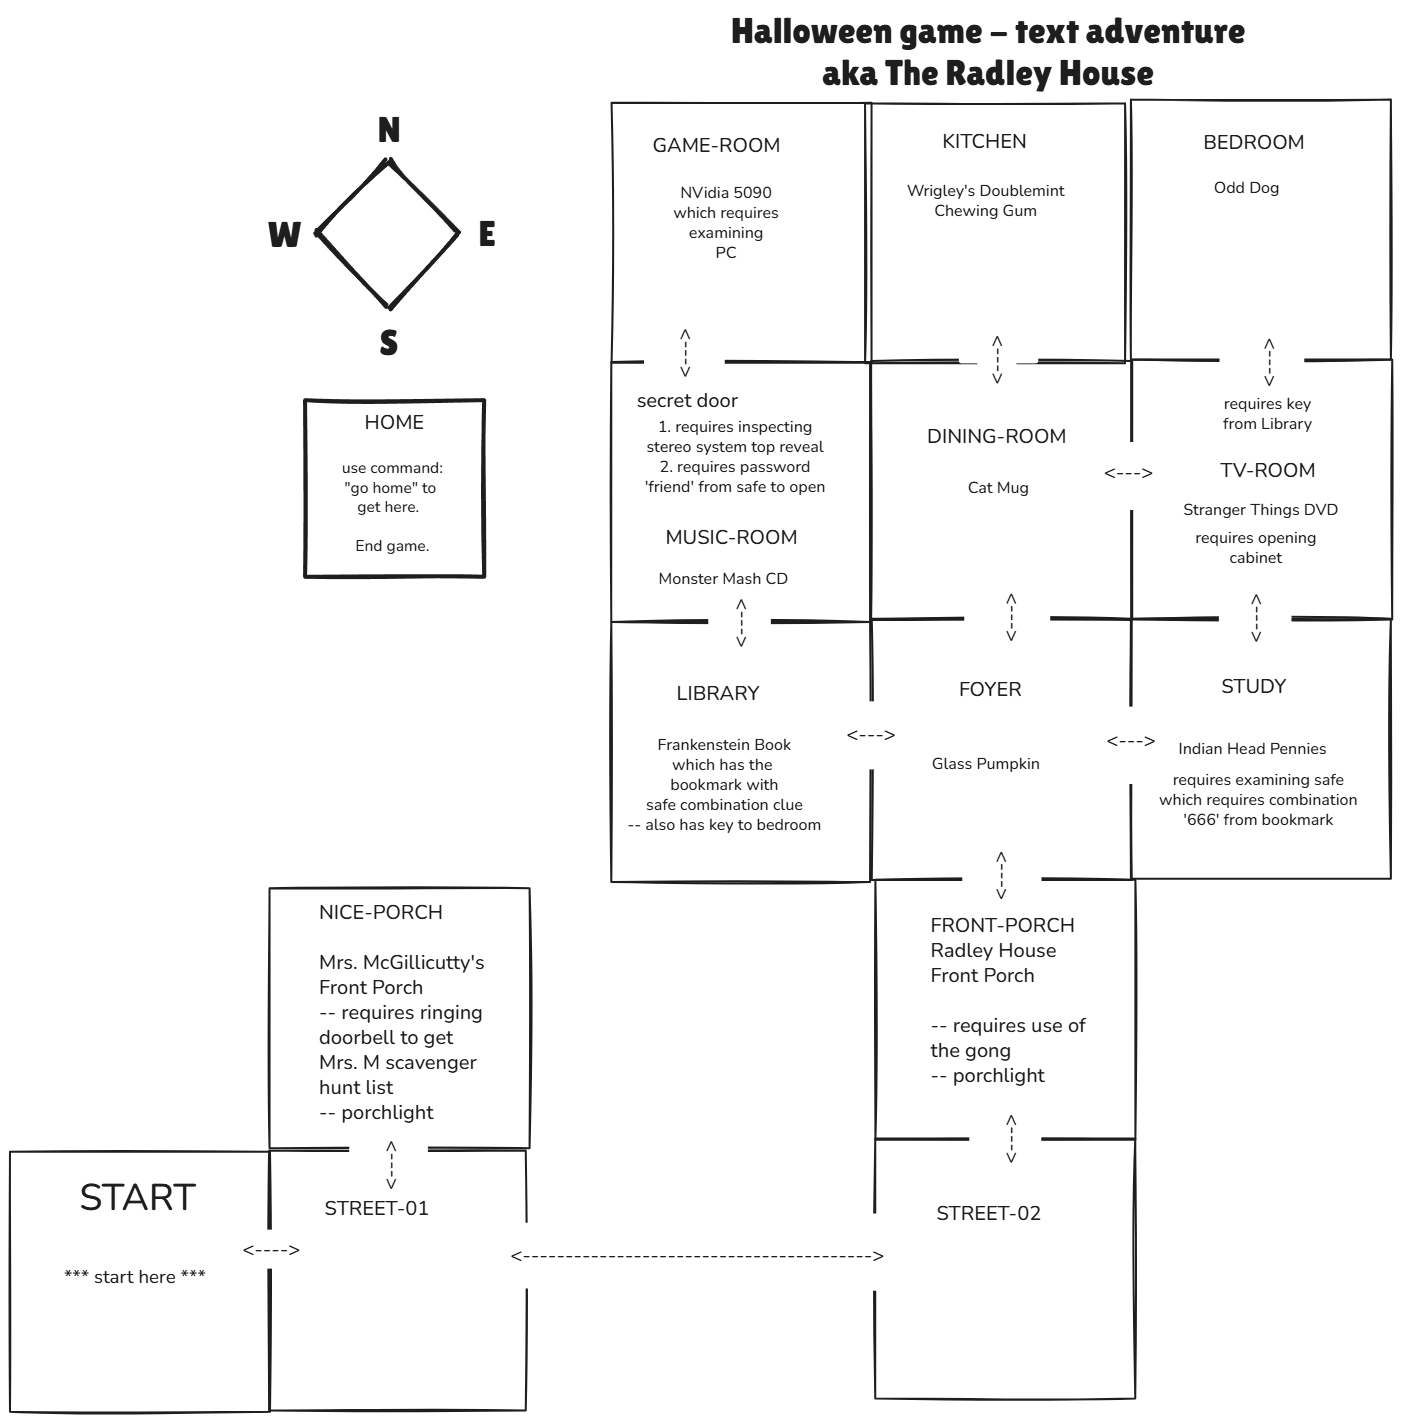 Halloween game – text adventure
aka The Radley House
N
W
E
S
HOME
use command:
"go home" to
get here.
End game.
GAME-ROOM
NVidia 5090
which requires
examining
PC
KITCHEN
Wrigley's Doublemint
Chewing Gum
BEDROOM
Odd Dog
secret door
1. requires inspecting
stereo system top reveal
2. requires password
'friend' from safe to open
MUSIC-ROOM
Monster Mash CD
DINING-ROOM
Cat Mug
<--->
requires key
from Library
TV-ROOM
Stranger Things DVD
requires opening
cabinet
LIBRARY
Frankenstein Book
which has the
bookmark with
safe combination clue
-- also has key to bedroom
<--->
FOYER
Glass Pumpkin
<--->
STUDY
Indian Head Pennies
requires examining safe
which requires combination
'666' from bookmark
NICE-PORCH
Mrs. McGillicutty's
Front Porch
-- requires ringing
doorbell to get
Mrs. M scavenger
hunt list
-- porchlight
FRONT-PORCH
Radley House
Front Porch
-- requires use of
the gong
-- porchlight
START
*** start here ***
<---->
STREET-01
<----------------------------------------->
STREET-02